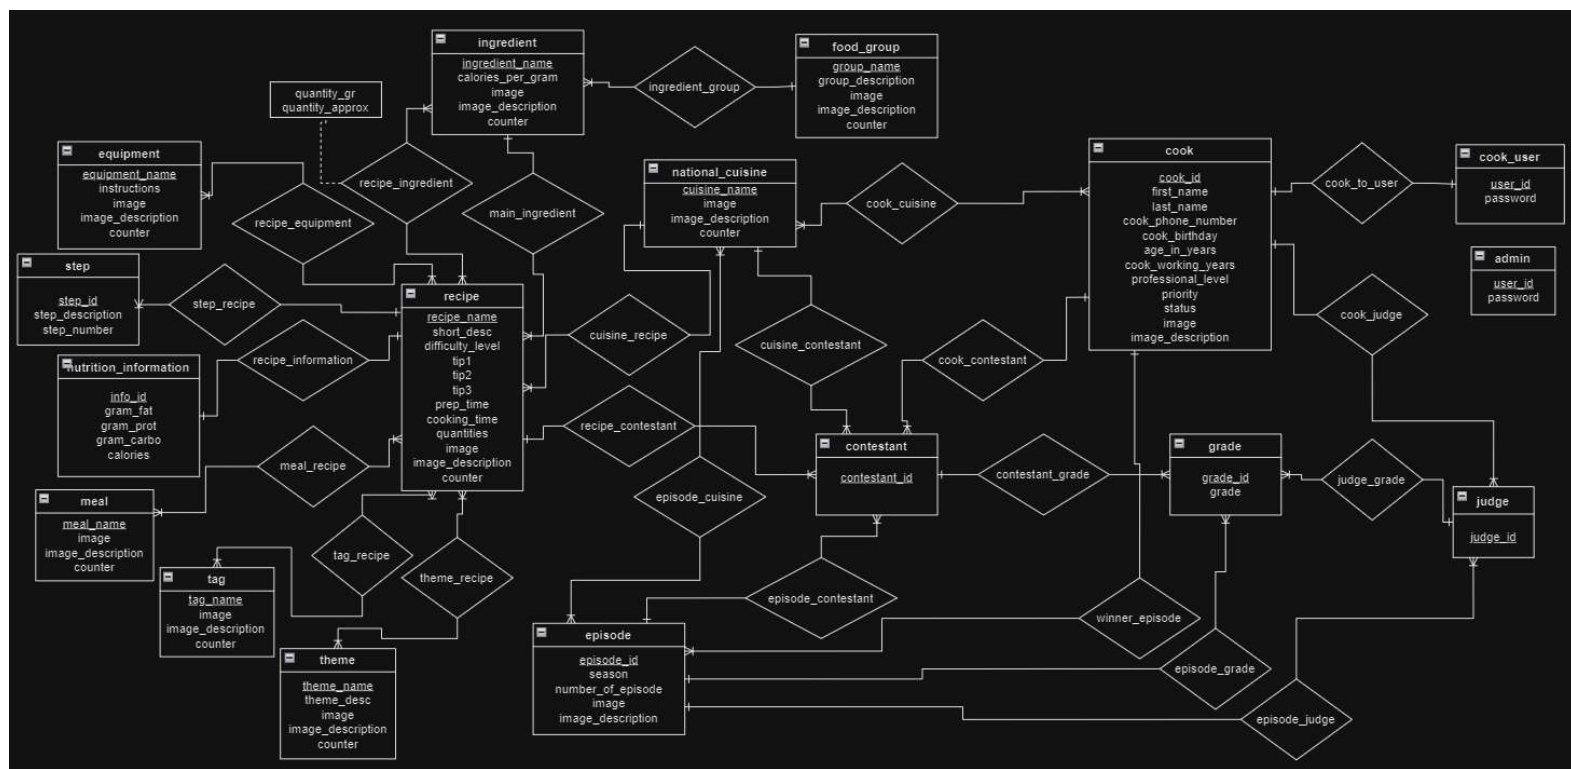 ingredient
ingredient_name
calories_per_gram
image
image_description
counter
food_group
group_name
group_description
image
image_description
counter
ingredient_group
quantity_gr
quantity_approx
equipment
equipment_name
instructions
image
image_description
counter
recipe_ingredient
recipe_equipment
main_ingredient
national_cuisine
cuisine_name
image
image_description
counter
cook_cuisine
cook
cook_id
first_name
last_name
cook_phone_number
cook_birthday
age_in_years
cook_working_years
professional_level
priority
status
image
image_description
cook_to_user
cook_user
user_id
password
admin
user_id
password
step
step_id
step_description
step_number
step_recipe
recipe
recipe_name
short_desc
difficulty_level
tip1
tip2
tip3
prep_time
cooking_time
quantities
image
image_description
counter
cuisine_recipe
cuisine_contestant
cook_contestant
cook_judge
nutrition_information
info_id
gram_fat
gram_prot
gram_carbo
calories
recipe_information
recipe_contestant
meal_recipe
meal
meal_name
image
image_description
counter
episode_cuisine
contestant
contestant_id
contestant_grade
grade
grade_id
grade
judge_grade
judge
judge_id
tag_recipe
theme_recipe
tag
tag_name
image
image_description
counter
episode_contestant
winner_episode
episode
episode_id
season
number_of_episode
image
image_description
episode_grade
episode_judge
theme
theme_name
theme_desc
image
image_description
counter